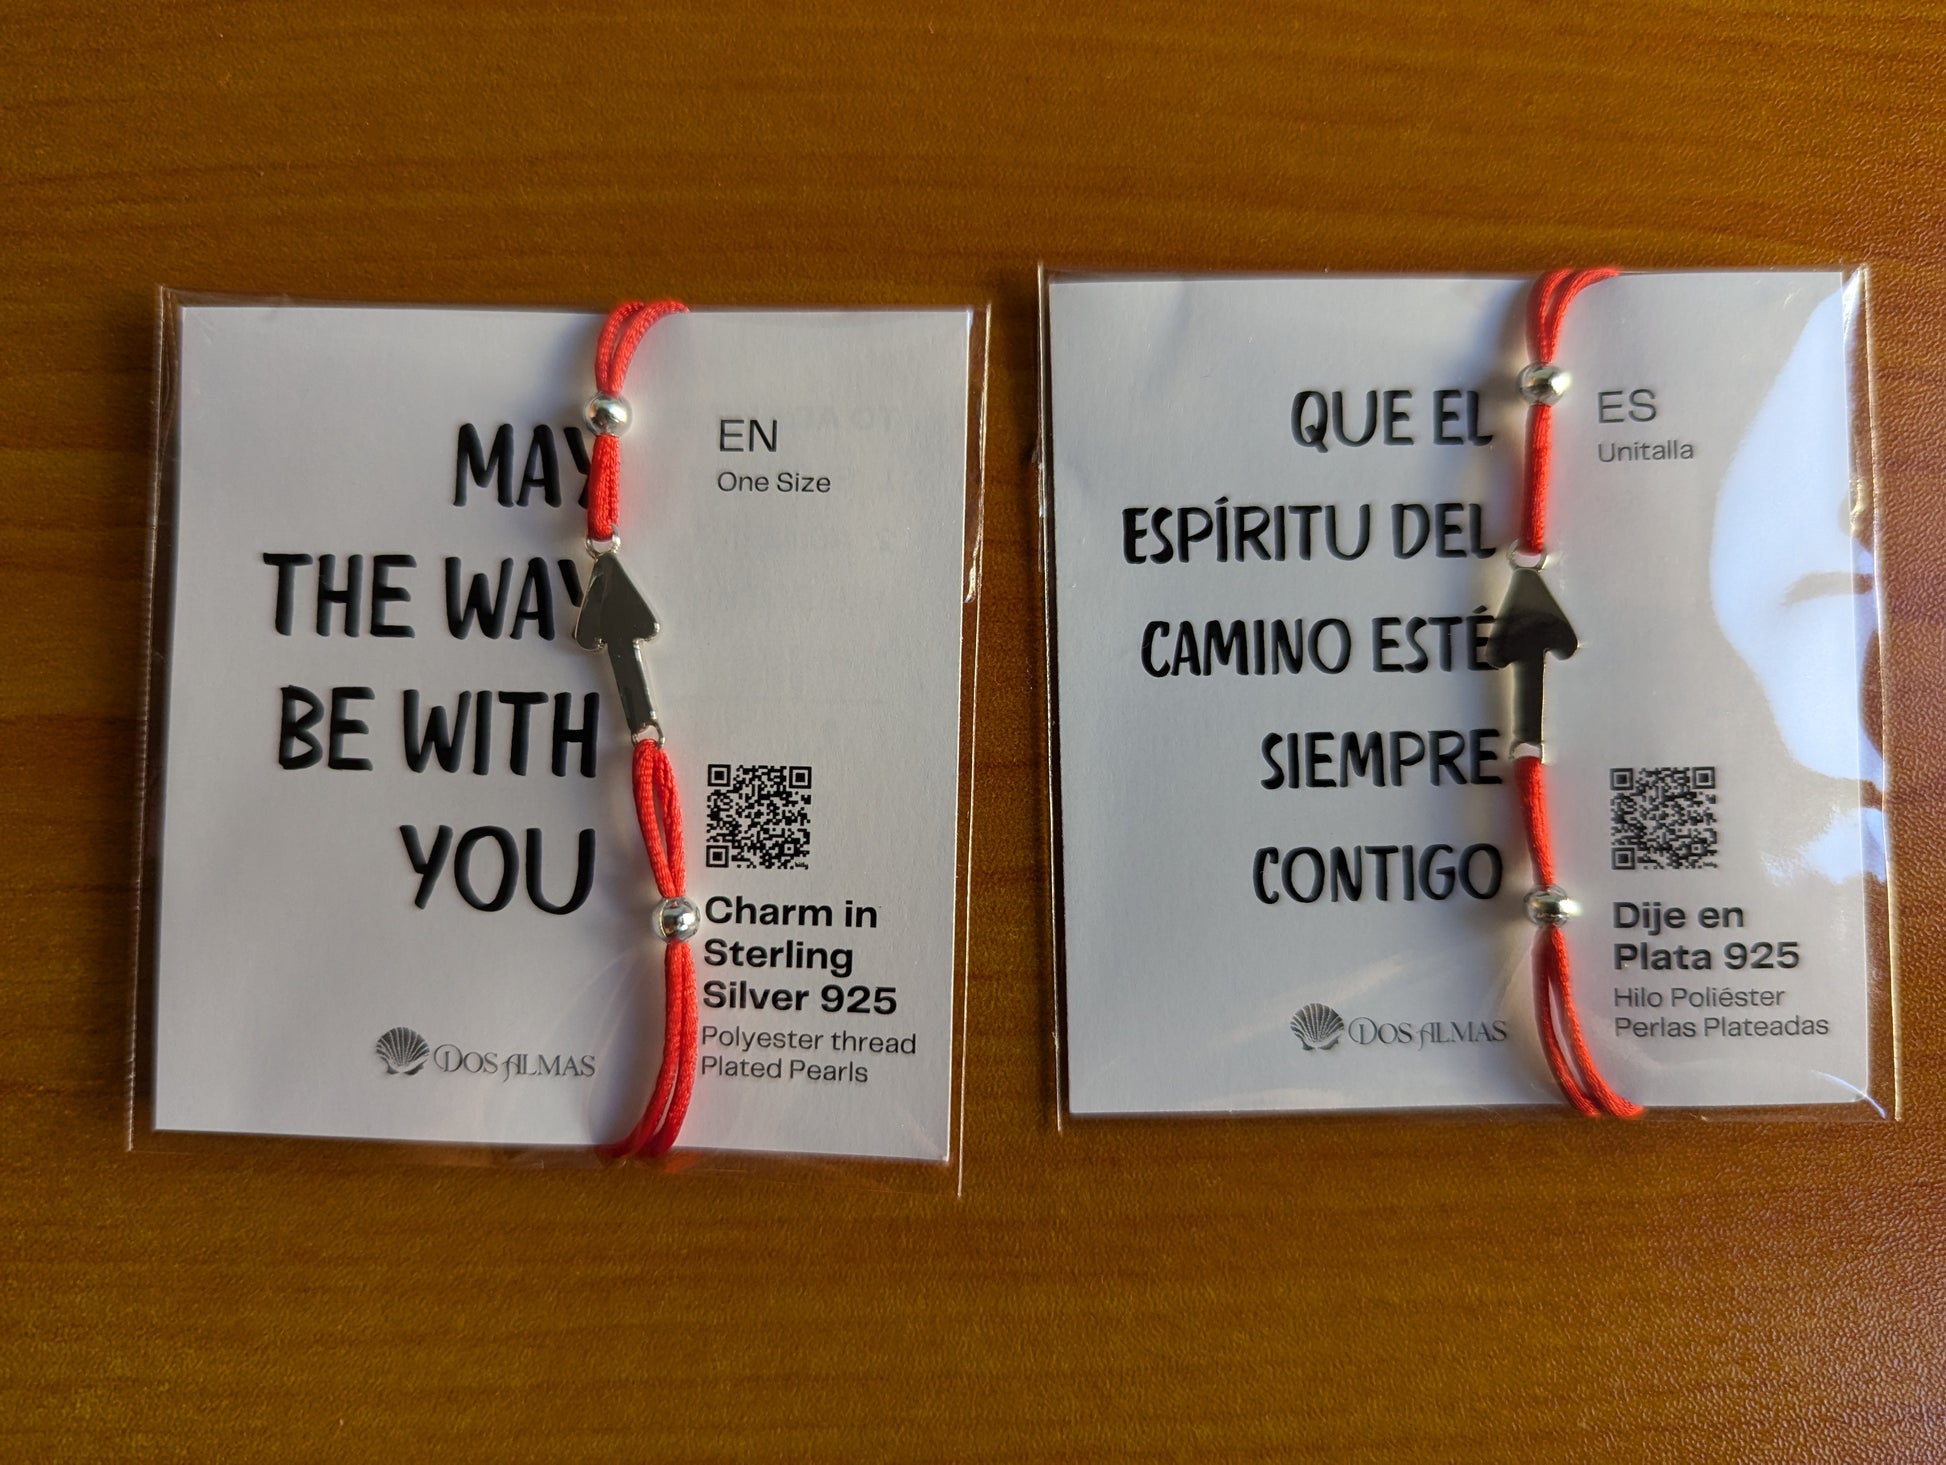 MAY
THE WAY
BE WITH
YOU
DOS ALMAS
EN
One Size
Charm in
Sterling
Silver 925
Polyester thread
Plated Pearls
QUE EL
ESPÍRITU DEL
CAMINO ESTÉ
SIEMPRE
CONTIGO
DOS ALMAS
ES
Unitalla
Dije en
Plata 925
Hilo Poliéster
Perlas Plateadas